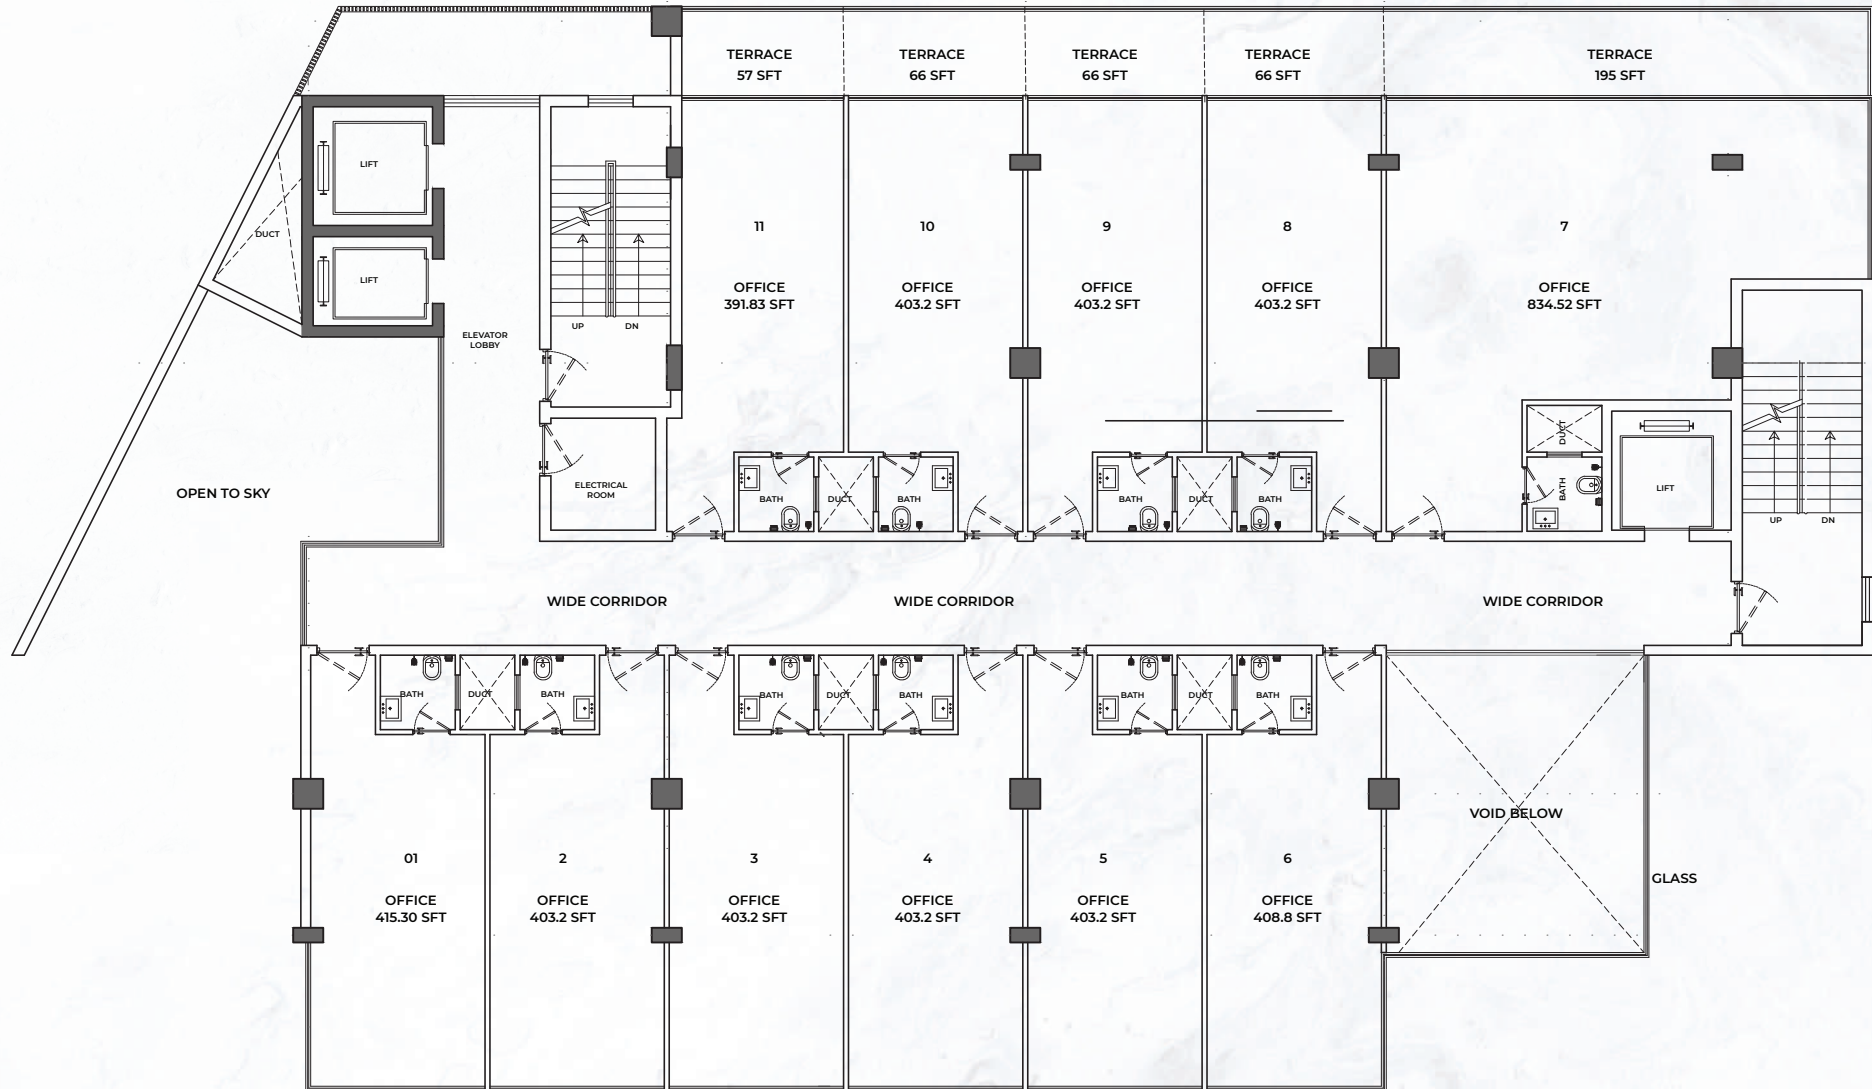 TERRACE
57 SFT
TERRACE
66 SFT
TERRACE
66 SFT
TERRACE
66 SFT
TERRACE
195 SFT
LIFT
DUCT
LIFT
ELEVATOR
LOBBY
UP
DN
11
OFFICE
391.83 SFT
10
OFFICE
403.2 SFT
9
OFFICE
403.2 SFT
8
OFFICE
403.2 SFT
7
OFFICE
834.52 SFT
OPEN TO SKY
ELECTRICAL
ROOM
BATH
DUCT
BATH
BATH
DUCT
BATH
DUCT
BATH
LIFT
UP
DN
WIDE CORRIDOR
WIDE CORRIDOR
WIDE CORRIDOR
BATH
DUCT
BATH
BATH
DUCT
BATH
BATH
DUCT
BATH
01
OFFICE
415.30 SFT
2
OFFICE
403.2 SFT
3
OFFICE
403.2 SFT
4
OFFICE
403.2 SFT
5
OFFICE
403.2 SFT
6
OFFICE
408.8 SFT
VOID BELOW
GLASS